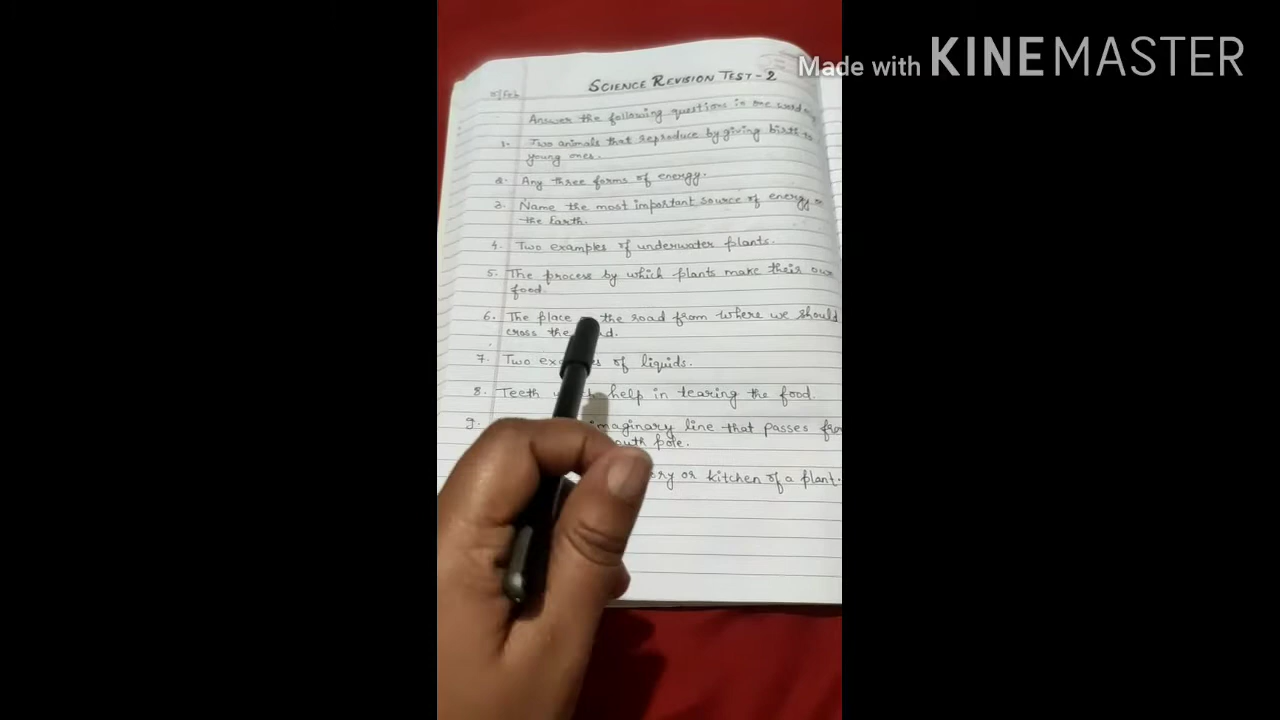 Made with KINEMASTER
SCIENCE REVISION TEST-2
Answer the following questions in one word
1. Two animals that reproduce by giving birth to
young ones.
2. Any three forms of energy.
3. Name the most important source of energy on
the Earth.
4. Two examples of underwater plants.
5. The process by which plants make their own
food.
6. The place the road from where we should
cross the
7. Two of liquids.
8. Teeth help in tearing the food.
9. imaginary line that passes from
pole.
or kitchen of a plant.